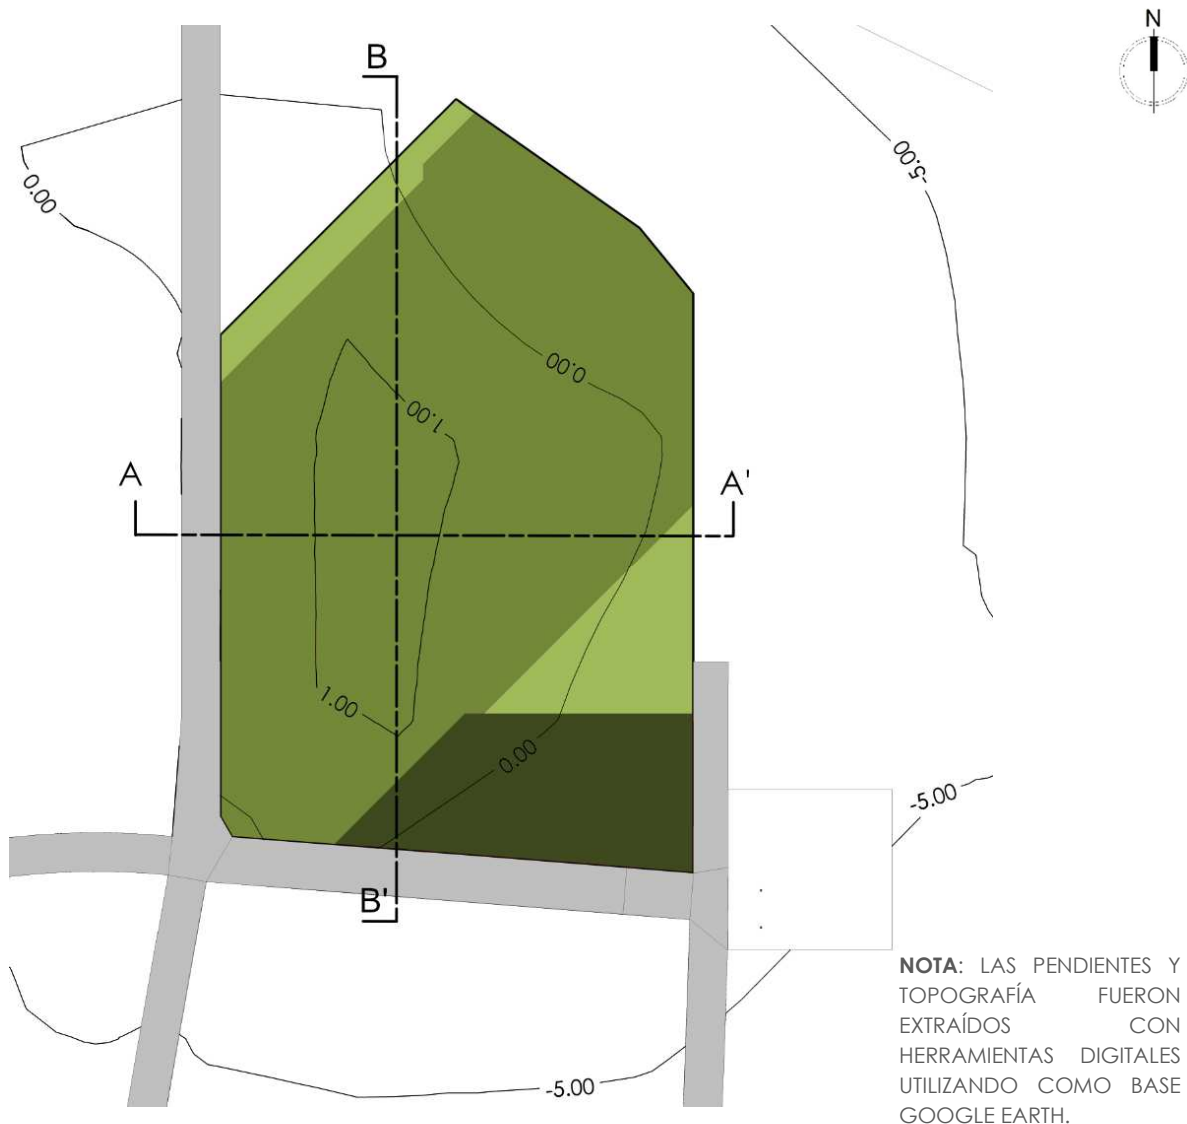 N
B
-5.00
0.00
0.00
1.00
A
A'
1.00
0.00
-5.00
B'
NOTA: LAS PENDIENTES Y
TOPOGRAFÍA FUERON
EXTRAÍDOS CON
HERRAMIENTAS DIGITALES
UTILIZANDO COMO BASE
GOOGLE EARTH.
-5.00